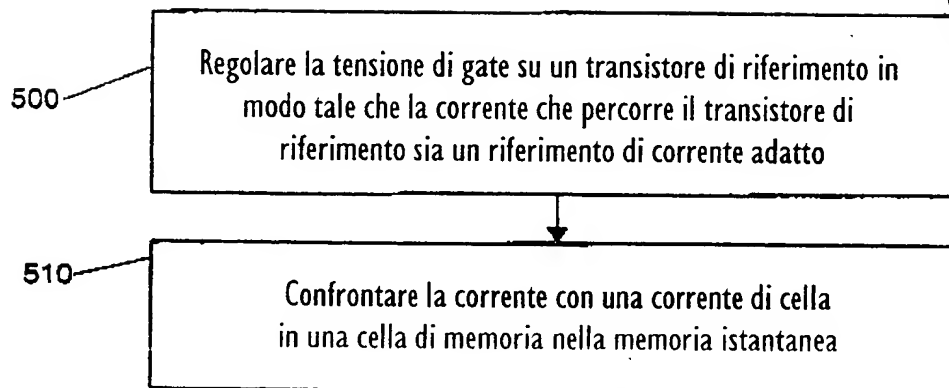 500
Regolare la tensione di gate su un transistore di riferimento in
modo tale che la corrente che percorre il transistore di
riferimento sia un riferimento di corrente adatto
510
Confrontare la corrente con una corrente di cella
in una cella di memoria nella memoria istantanea